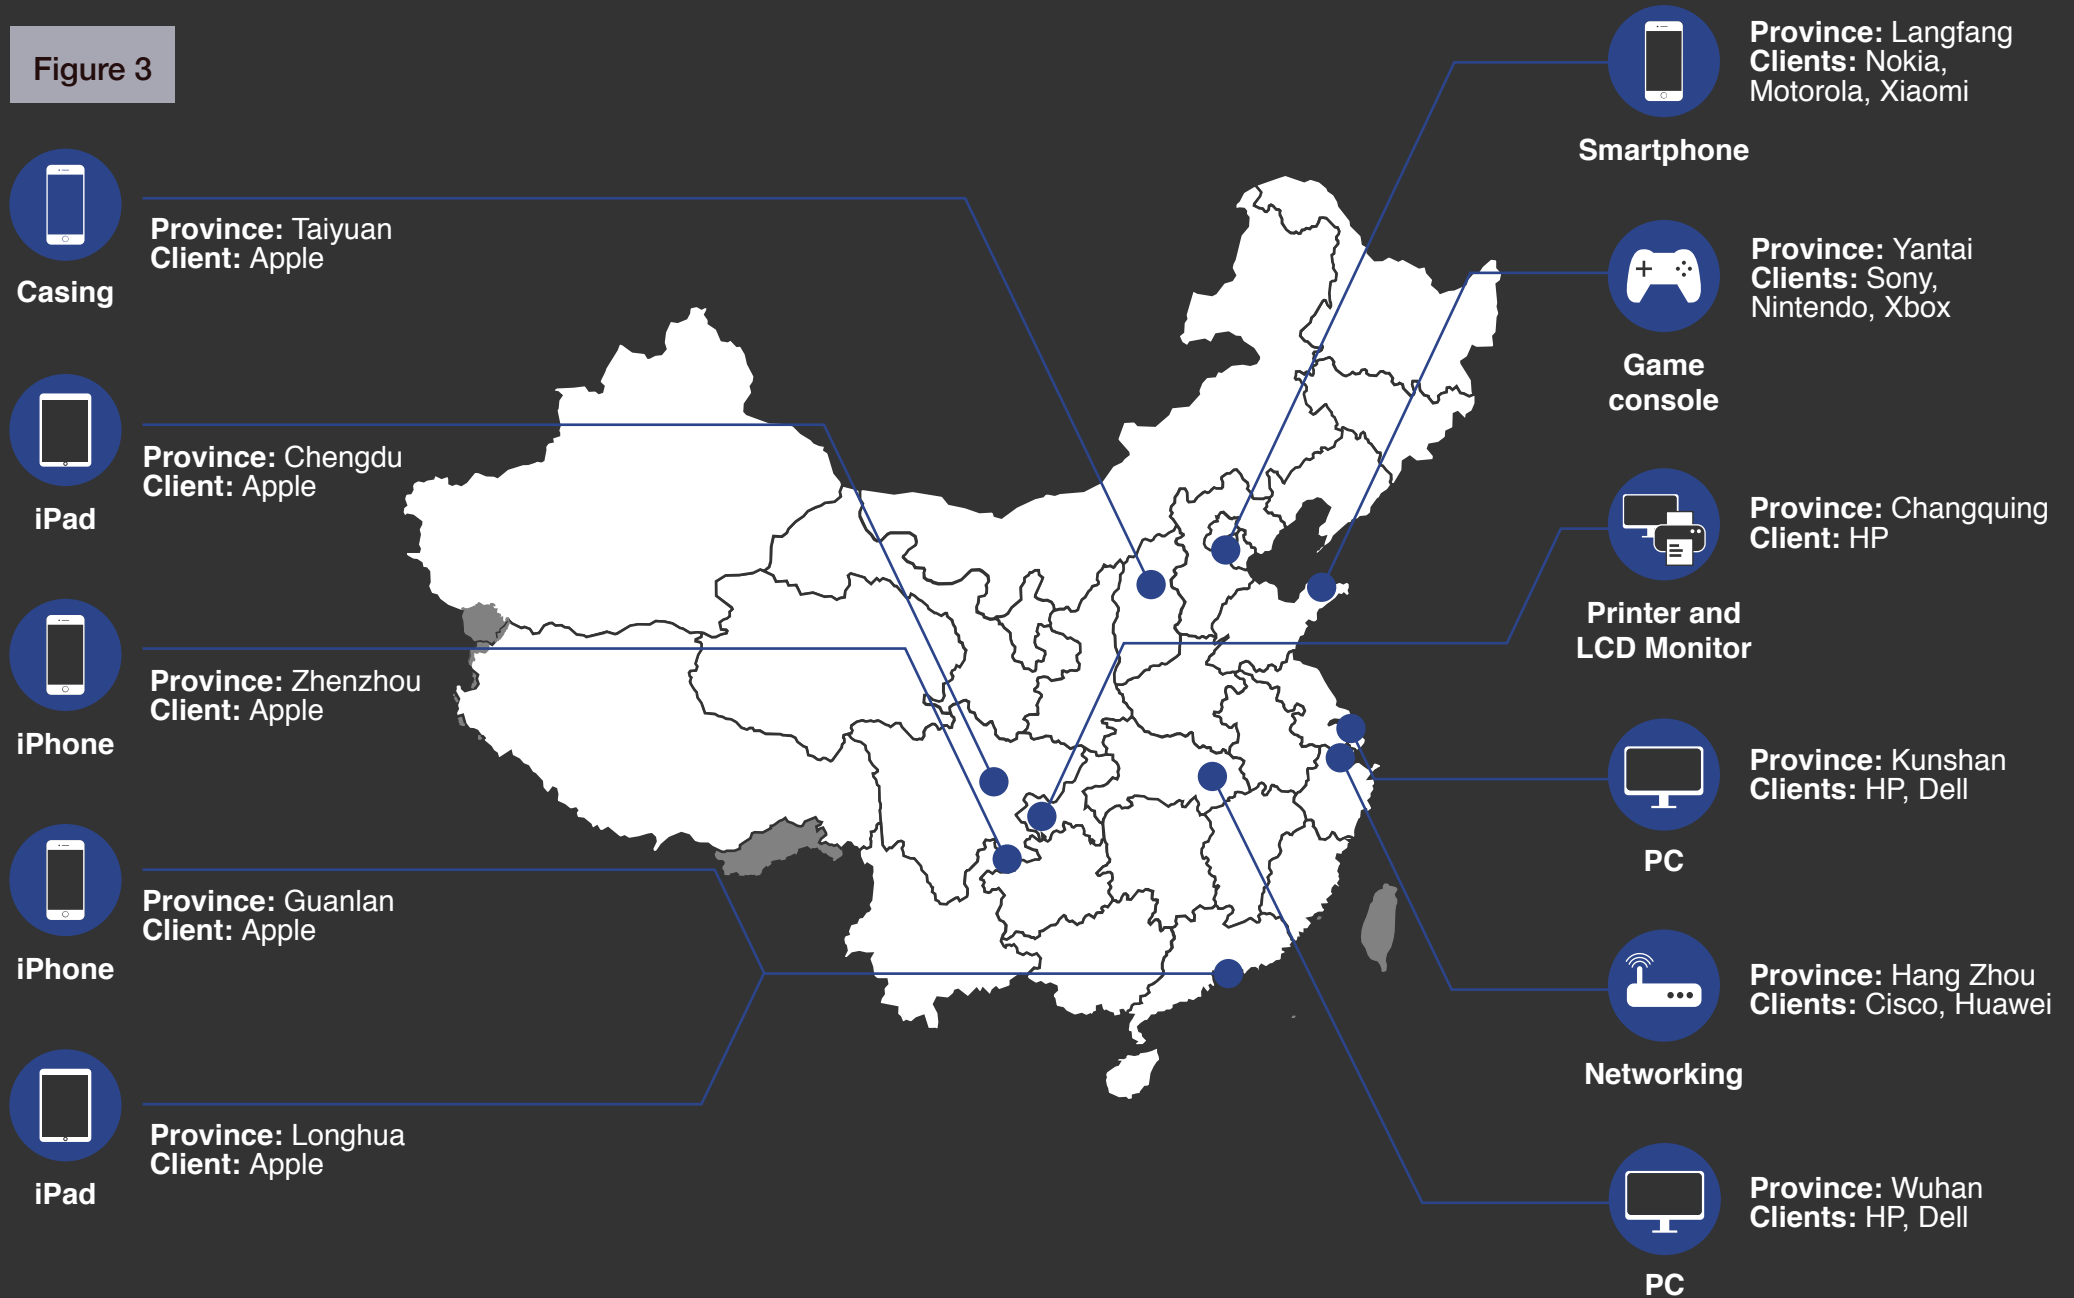 Figure 3
Casing
Province: Taiyuan
Client: Apple
iPad
Province: Chengdu
Client: Apple
iPhone
Province: Zhenzhou
Client: Apple
iPhone
Province: Guanlan
Client: Apple
iPad
Province: Longhua
Client: Apple
Smartphone
Province: Langfang
Clients: Nokia,
Motorola, Xiaomi
Game
console
Province: Yantai
Clients: Sony,
Nintendo, Xbox
Printer and
LCD Monitor
Province: Changquing
Client: HP
PC
Province: Kunshan
Clients: HP, Dell
Networking
Province: Hang Zhou
Clients: Cisco, Huawei
PC
Province: Wuhan
Clients: HP, Dell